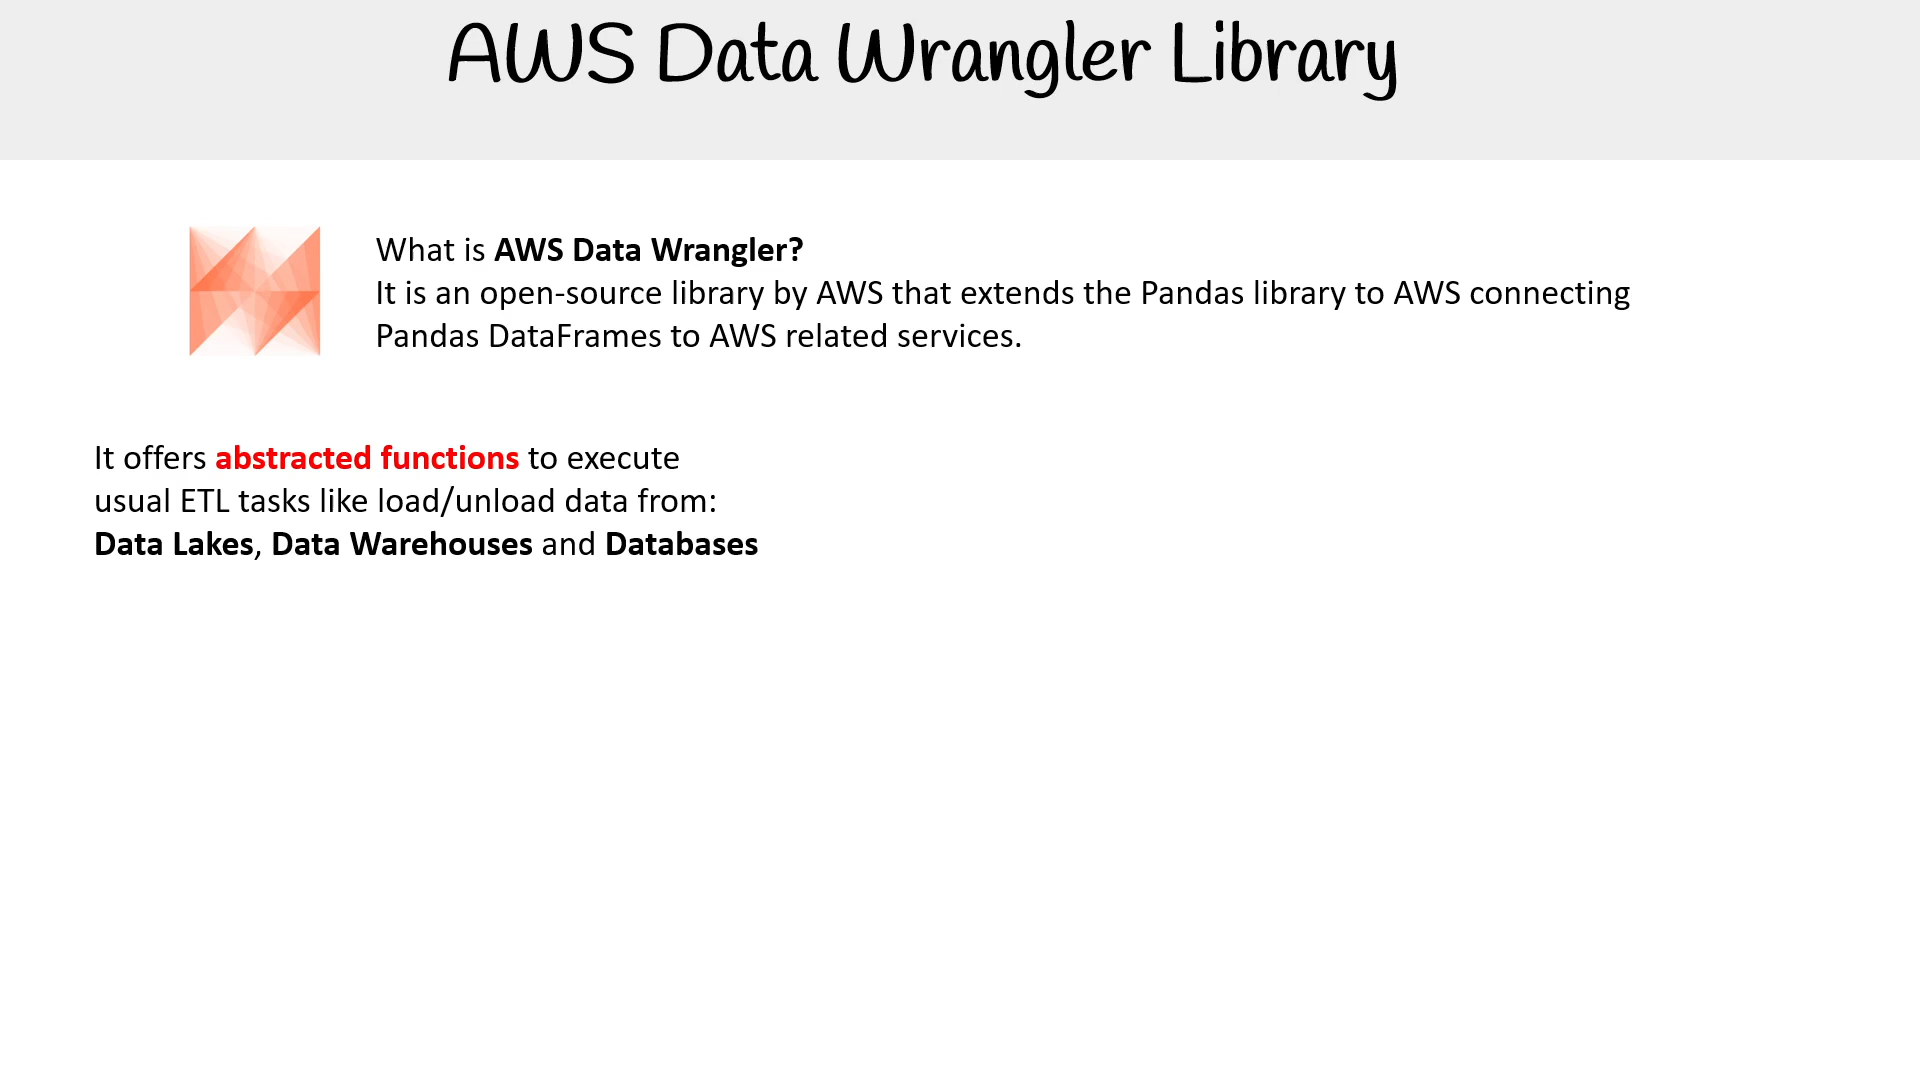 AWS Data Wrangler Library
What is AWS Data Wrangler?
It is an open-source library by AWS that extends the Pandas library to AWS connecting
Pandas DataFrames to AWS related services.
It offers abstracted functions to execute
usual ETL tasks like load/unload data from:
Data Lakes, Data Warehouses and Databases